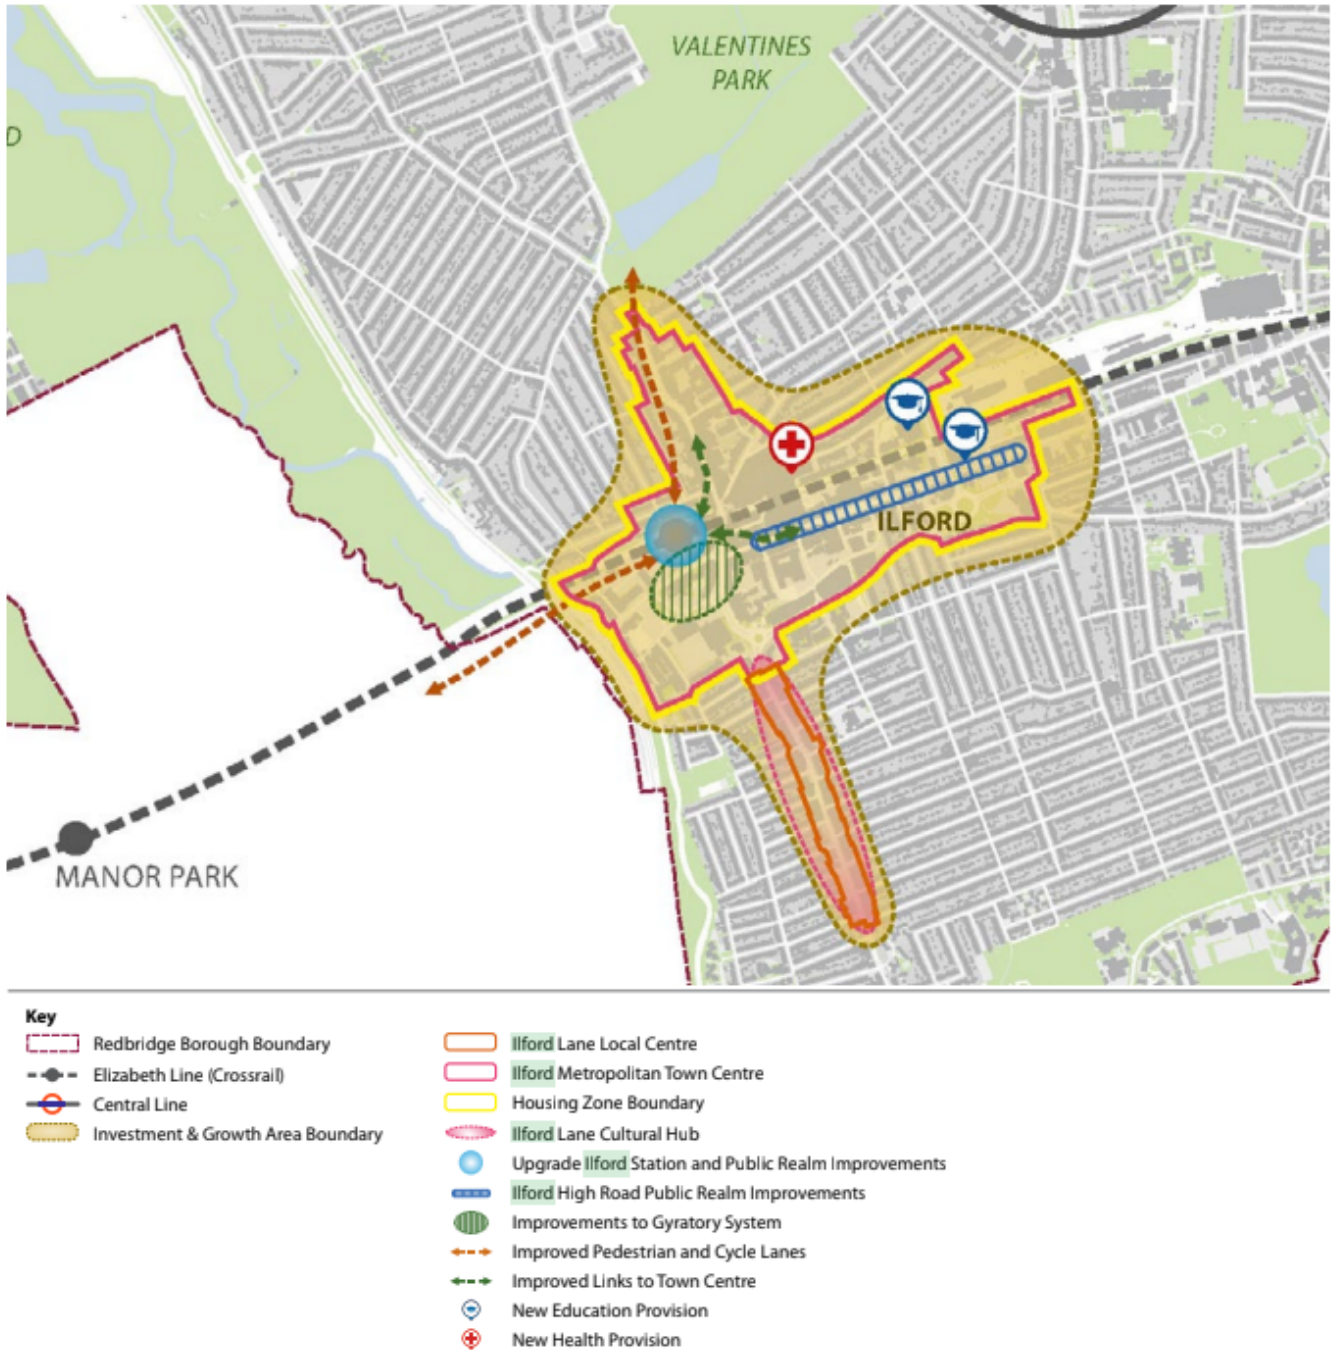 VALENTINES
PARK
D
ILFORD
MANOR PARK
Key
Redbridge Borough Boundary
Elizabeth Line (Crossrail)
Central Line
Investment & Growth Area Boundary
Ilford Lane Local Centre
Ilford Metropolitan Town Centre
Housing Zone Boundary
Ilford Lane Cultural Hub
Upgrade Ilford Station and Public Realm Improvements
Ilford High Road Public Realm Improvements
Improvements to Gyratory System
Improved Pedestrian and Cycle Lanes
Improved Links to Town Centre
New Education Provision
New Health Provision